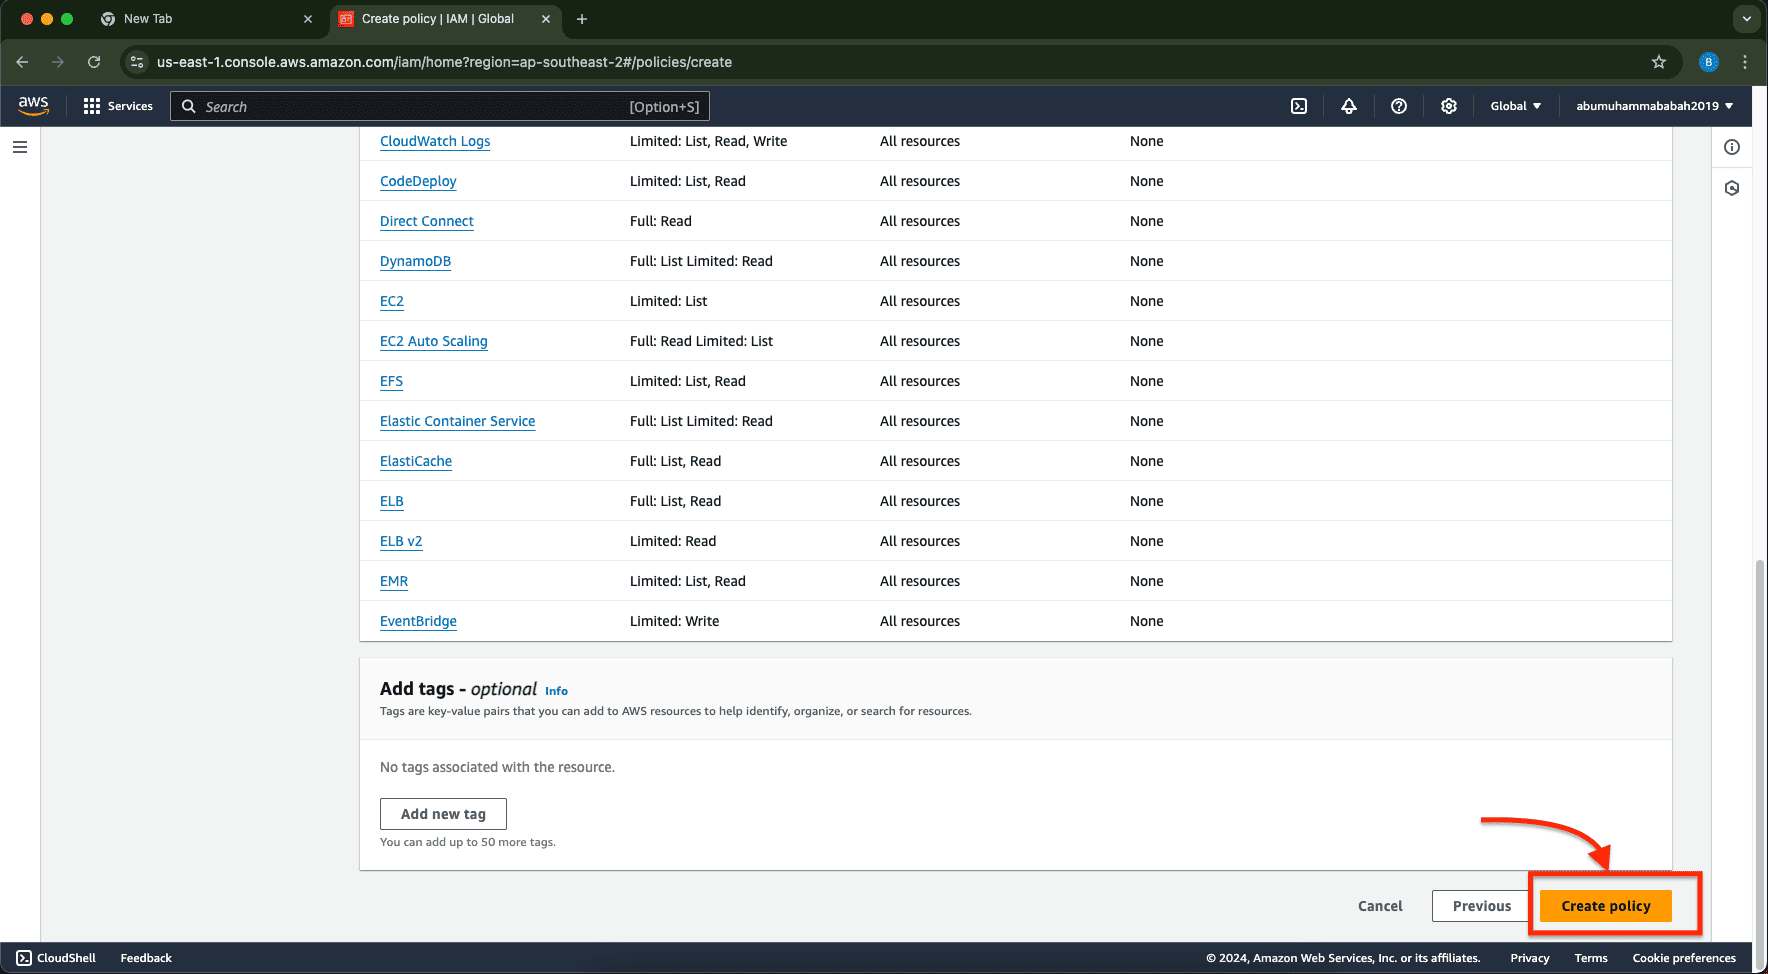 New Tab
Create policy | IAM | Global
us-east-1.console.aws.amazon.com/iam/home?region=ap-southeast-2#/policies/create
B
aws Services Search [Option+S] Global abumuhammababah2019
CloudWatch Logs Limited: List, Read, Write All resources None
CodeDeploy Limited: List, Read All resources None
Direct Connect Full: Read All resources None
DynamoDB Full: List Limited: Read All resources None
EC2 Limited: List All resources None
EC2 Auto Scaling Full: Read Limited: List All resources None
EFS Limited: List, Read All resources None
Elastic Container Service Full: List Limited: Read All resources None
ElastiCache Full: List, Read All resources None
ELB Full: List, Read All resources None
ELB v2 Limited: Read All resources None
EMR Limited: List, Read All resources None
EventBridge Limited: Write All resources None
Add tags - optional Info
Tags are key-value pairs that you can add to AWS resources to help identify, organize, or search for resources.
No tags associated with the resource.
Add new tag
You can add up to 50 more tags.
Cancel Previous Create policy
CloudShell Feedback © 2024, Amazon Web Services, Inc. or its affiliates. Privacy Terms Cookie preferences